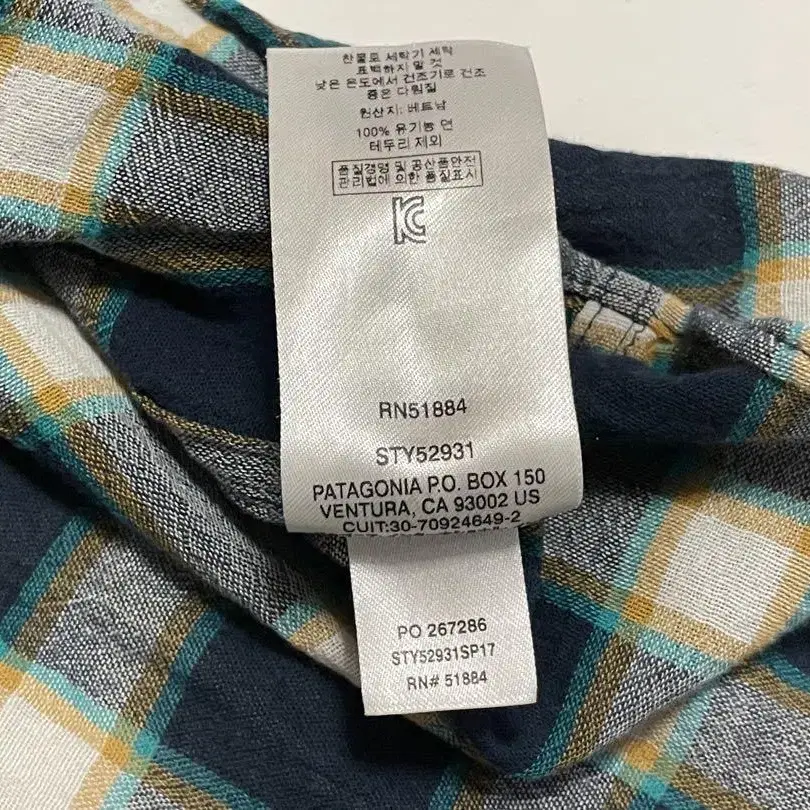 찬물로 세탁기 세탁
표백하지 말 것
낮은 온도에서 건조기로 건조
중온 다림질
원산지: 베트남
100% 유기농 면
테두리 제외
품질경영 및 공산품안전
관리법에 의한 품질표시
RN51884
STY52931
PATAGONIA P.O. BOX 150
VENTURA, CA 93002 US
CUIT:30-70924649-2
PO 267286
STY52931SP17
RN# 51884